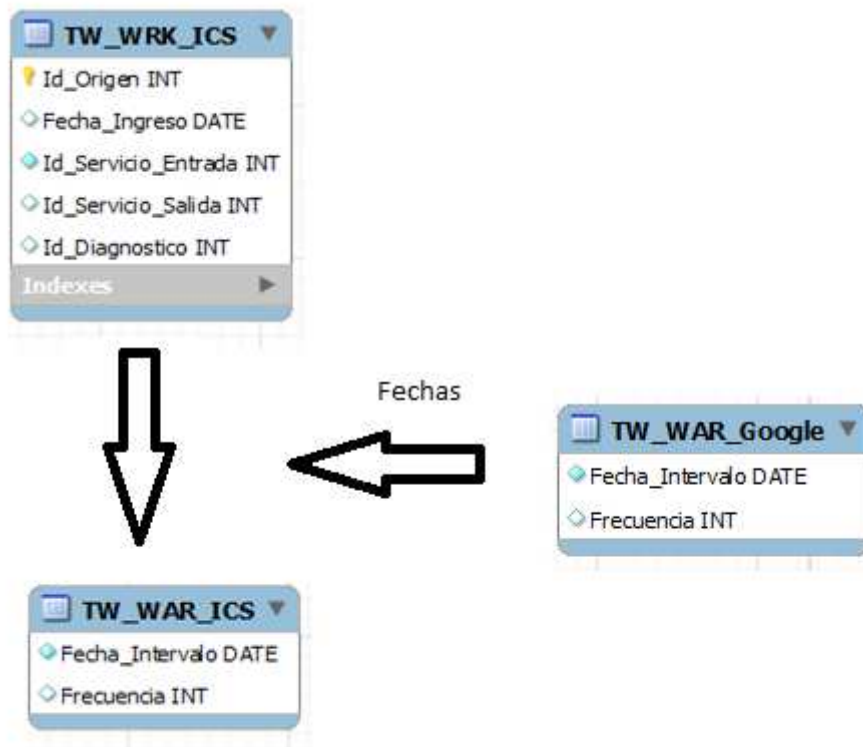 TW_WRK_ICS
Id_Origen INT
Fecha_Ingreso DATE
Id_Servicio_Entrada INT
Id_Servicio_Salida INT
Id_Diagnostico INT
Indexes
Fechas
TW_WAR_Google
Fecha_Intervalo DATE
Frecuencia INT
TW_WAR_ICS
Fecha_Intervalo DATE
Frecuencia INT